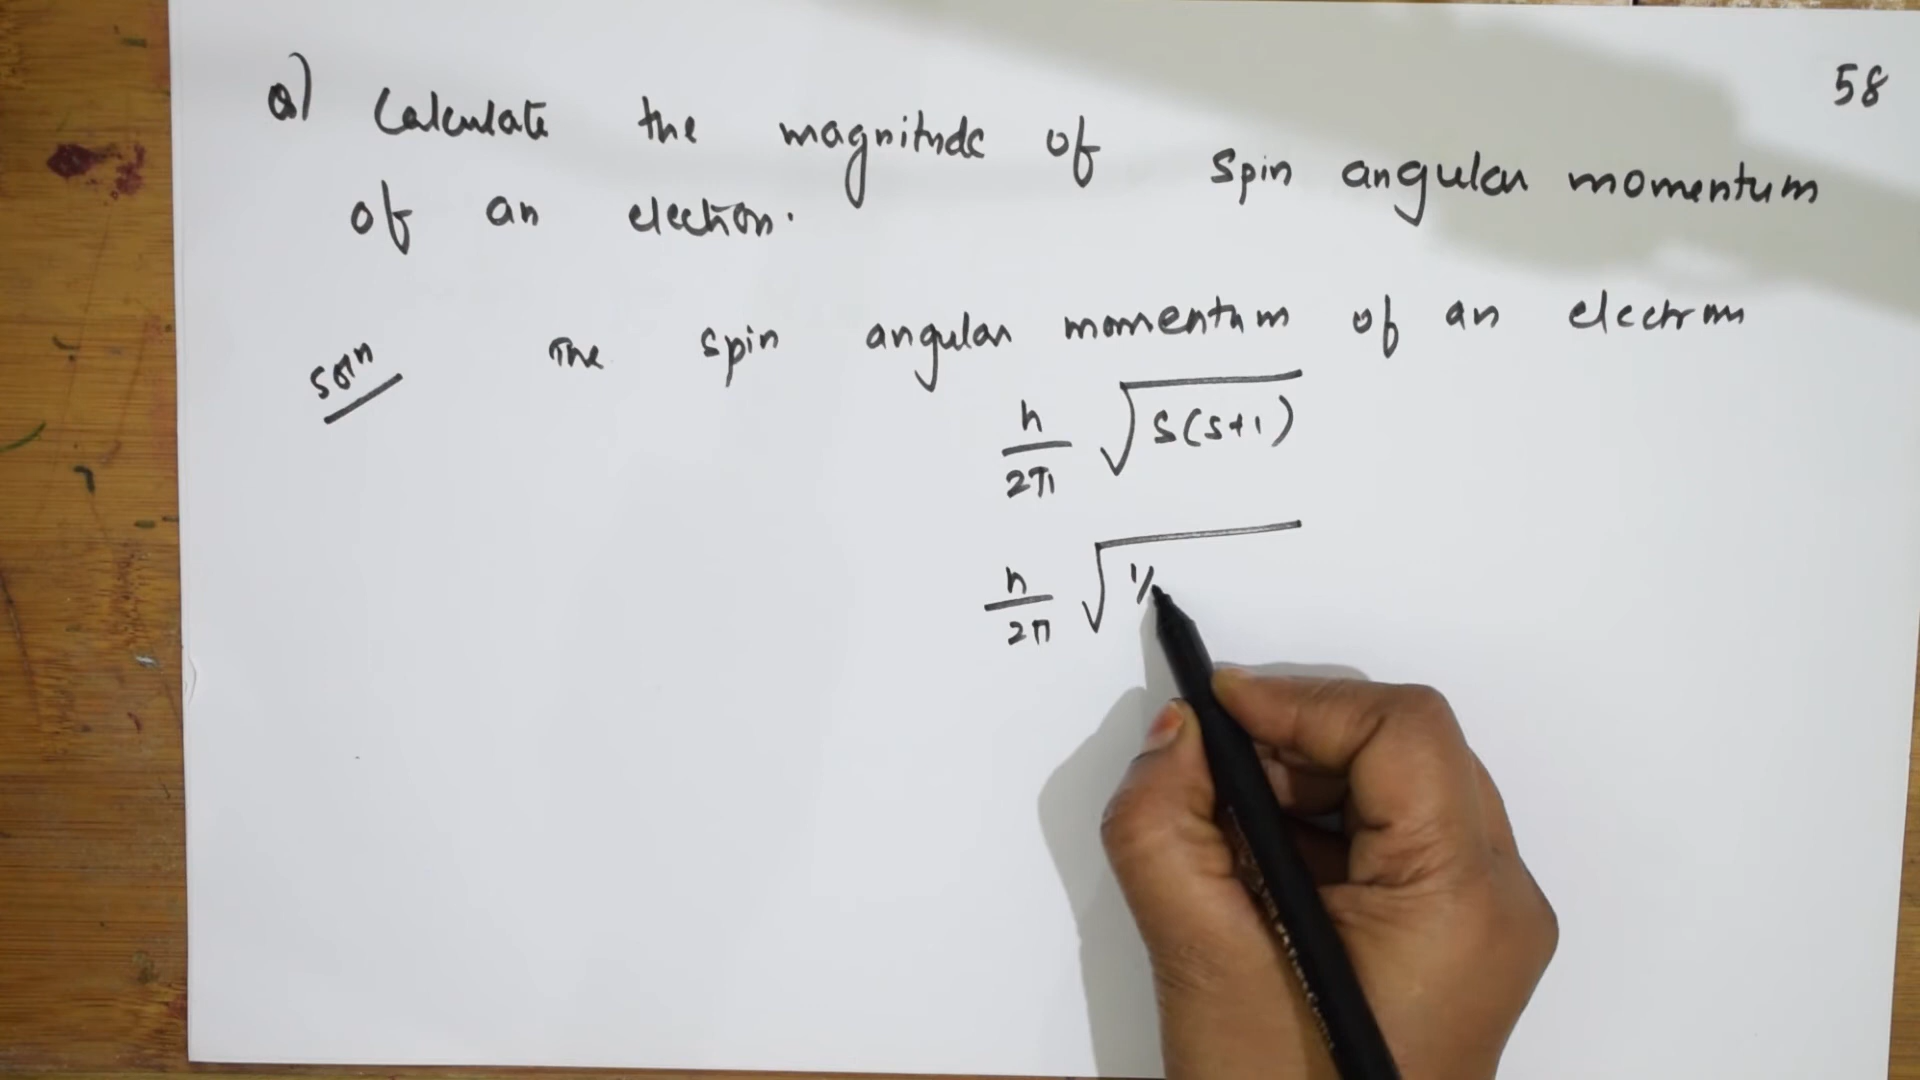 58
Q) Calculate the magnitude of spin angular momentum
of an electron.
Soln The spin angular momentum of an electron
h/2π √s(s+1)
h/2π √1/